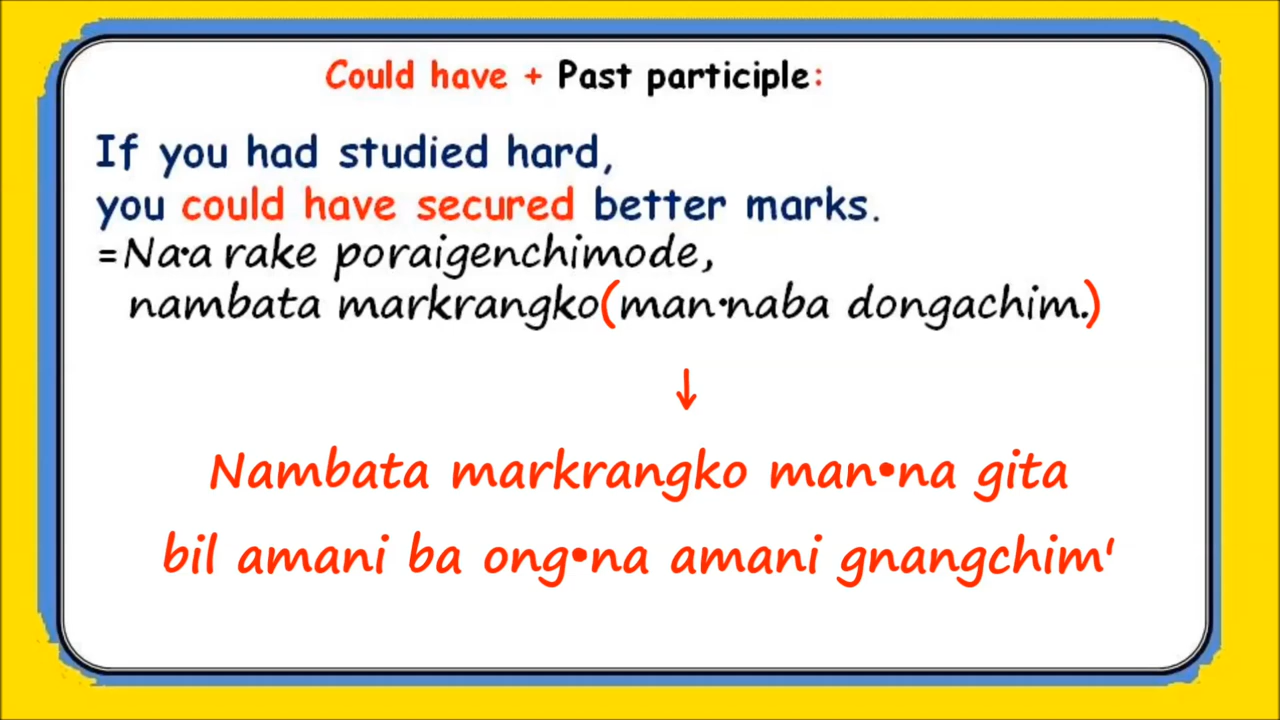 Could have + Past participle:
If you had studied hard,
you could have secured better marks.
=Na•a rake poraigenchimode,
nambata markrangko(man•naba dongachim.)
↓
Nambata markrangko man•na gita
bil amani ba ong•na amani gnangchim'